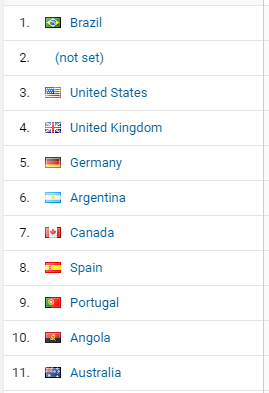 1. Brazil
2. (not set)
3. United States
4. United Kingdom
5. Germany
6. Argentina
7. Canada
8. Spain
9. Portugal
10. Angola
11. Australia